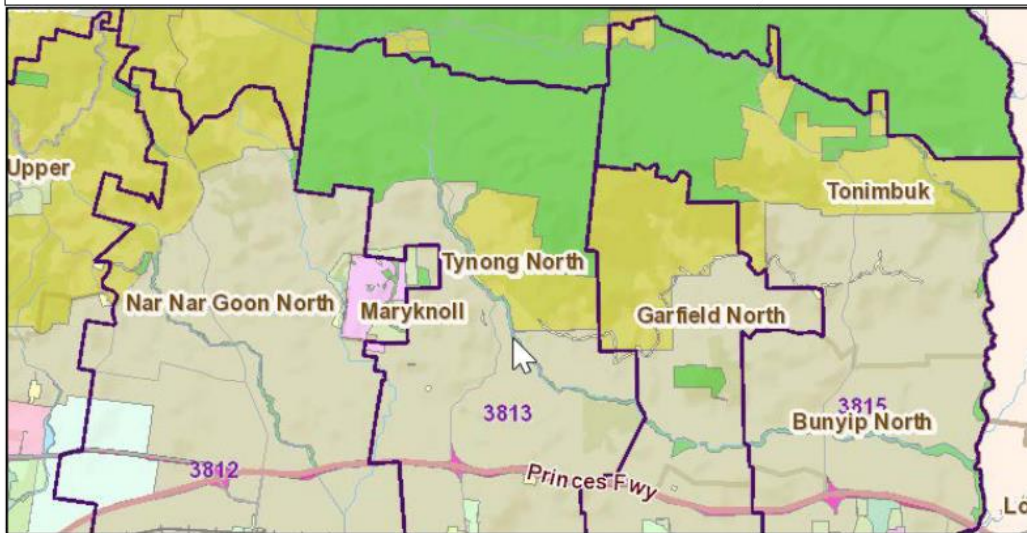 Upper
Tonimbuk
Tynong North
Nar Nar Goon North
Maryknoll
Garfield North
3813
3815
Bunyip North
3812
Princes Fwy
Lo